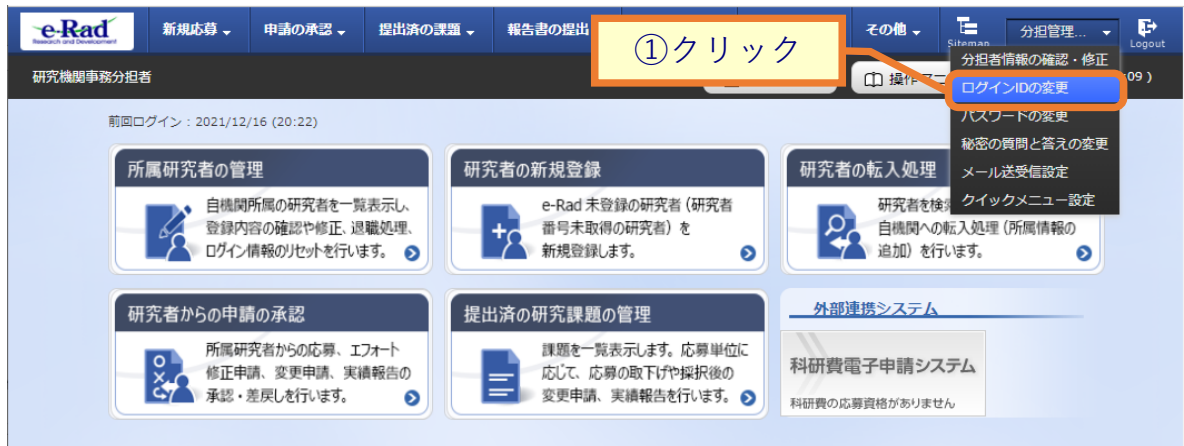 e-Rad
Research and Development
新規応募
申請の承認
提出済の課題
報告書の提出
①クリック
その他
Sitemap
分担管理...
Logout
研究機関事務分担者
操作マ
09 )
分担者情報の確認・修正
ログインIDの変更
パスワードの変更
秘密の質問と答えの変更
メール送受信設定
クイックメニュー設定
前回ログイン : 2021/12/16 (20:22)
所属研究者の管理
自機関所属の研究者を一覧表示し、
登録内容の確認や修正、退職処理、
ログイン情報のリセットを行います。
研究者の新規登録
e-Rad 未登録の研究者（研究者
番号未取得の研究者）を
新規登録します。
研究者の転入処理
研究者を検
自機関への転入処理（所属情報の
追加）を行います。
研究者からの申請の承認
所属研究者からの応募、エフォート
修正申請、変更申請、実績報告の
承認・差戻しを行います。
提出済の研究課題の管理
課題を一覧表示します。応募単位に
応じて、応募の取下げや採択後の
変更申請、実績報告を行います。
外部連携システム
科研費電子申請システム
科研費の応募資格がありません